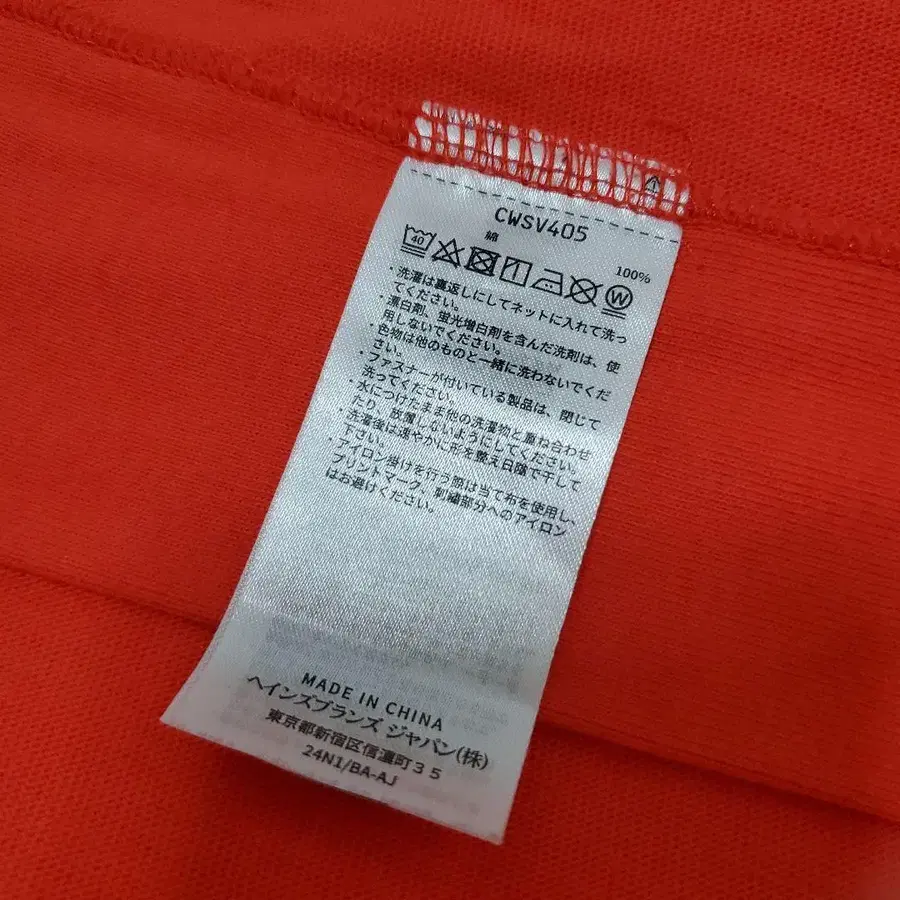 CWSV405
綿 100%
40 W
・洗濯は裏返しにしてネットに入れて洗っ
てください。
・漂白剤、蛍光増白剤を含んだ洗剤は、使
用しないでください。
・色物は他のものと一緒に洗わないでくだ
さい。
・ファスナーが付いている製品は、閉じて
洗ってください。
・水につけたまま他の洗濯物と重ね合わせ
たり、放置しないようにしてください。
・洗濯後は速やかに形を整え日陰で干して
下さい。
・アイロン掛けを行う際は当て布を使用し、
プリントマーク、刺繍部分へのアイロン
はお避けください。
MADE IN CHINA
ヘインズブランズ ジャパン(株)
東京都新宿区信濃町35
24N1/BA-AJ